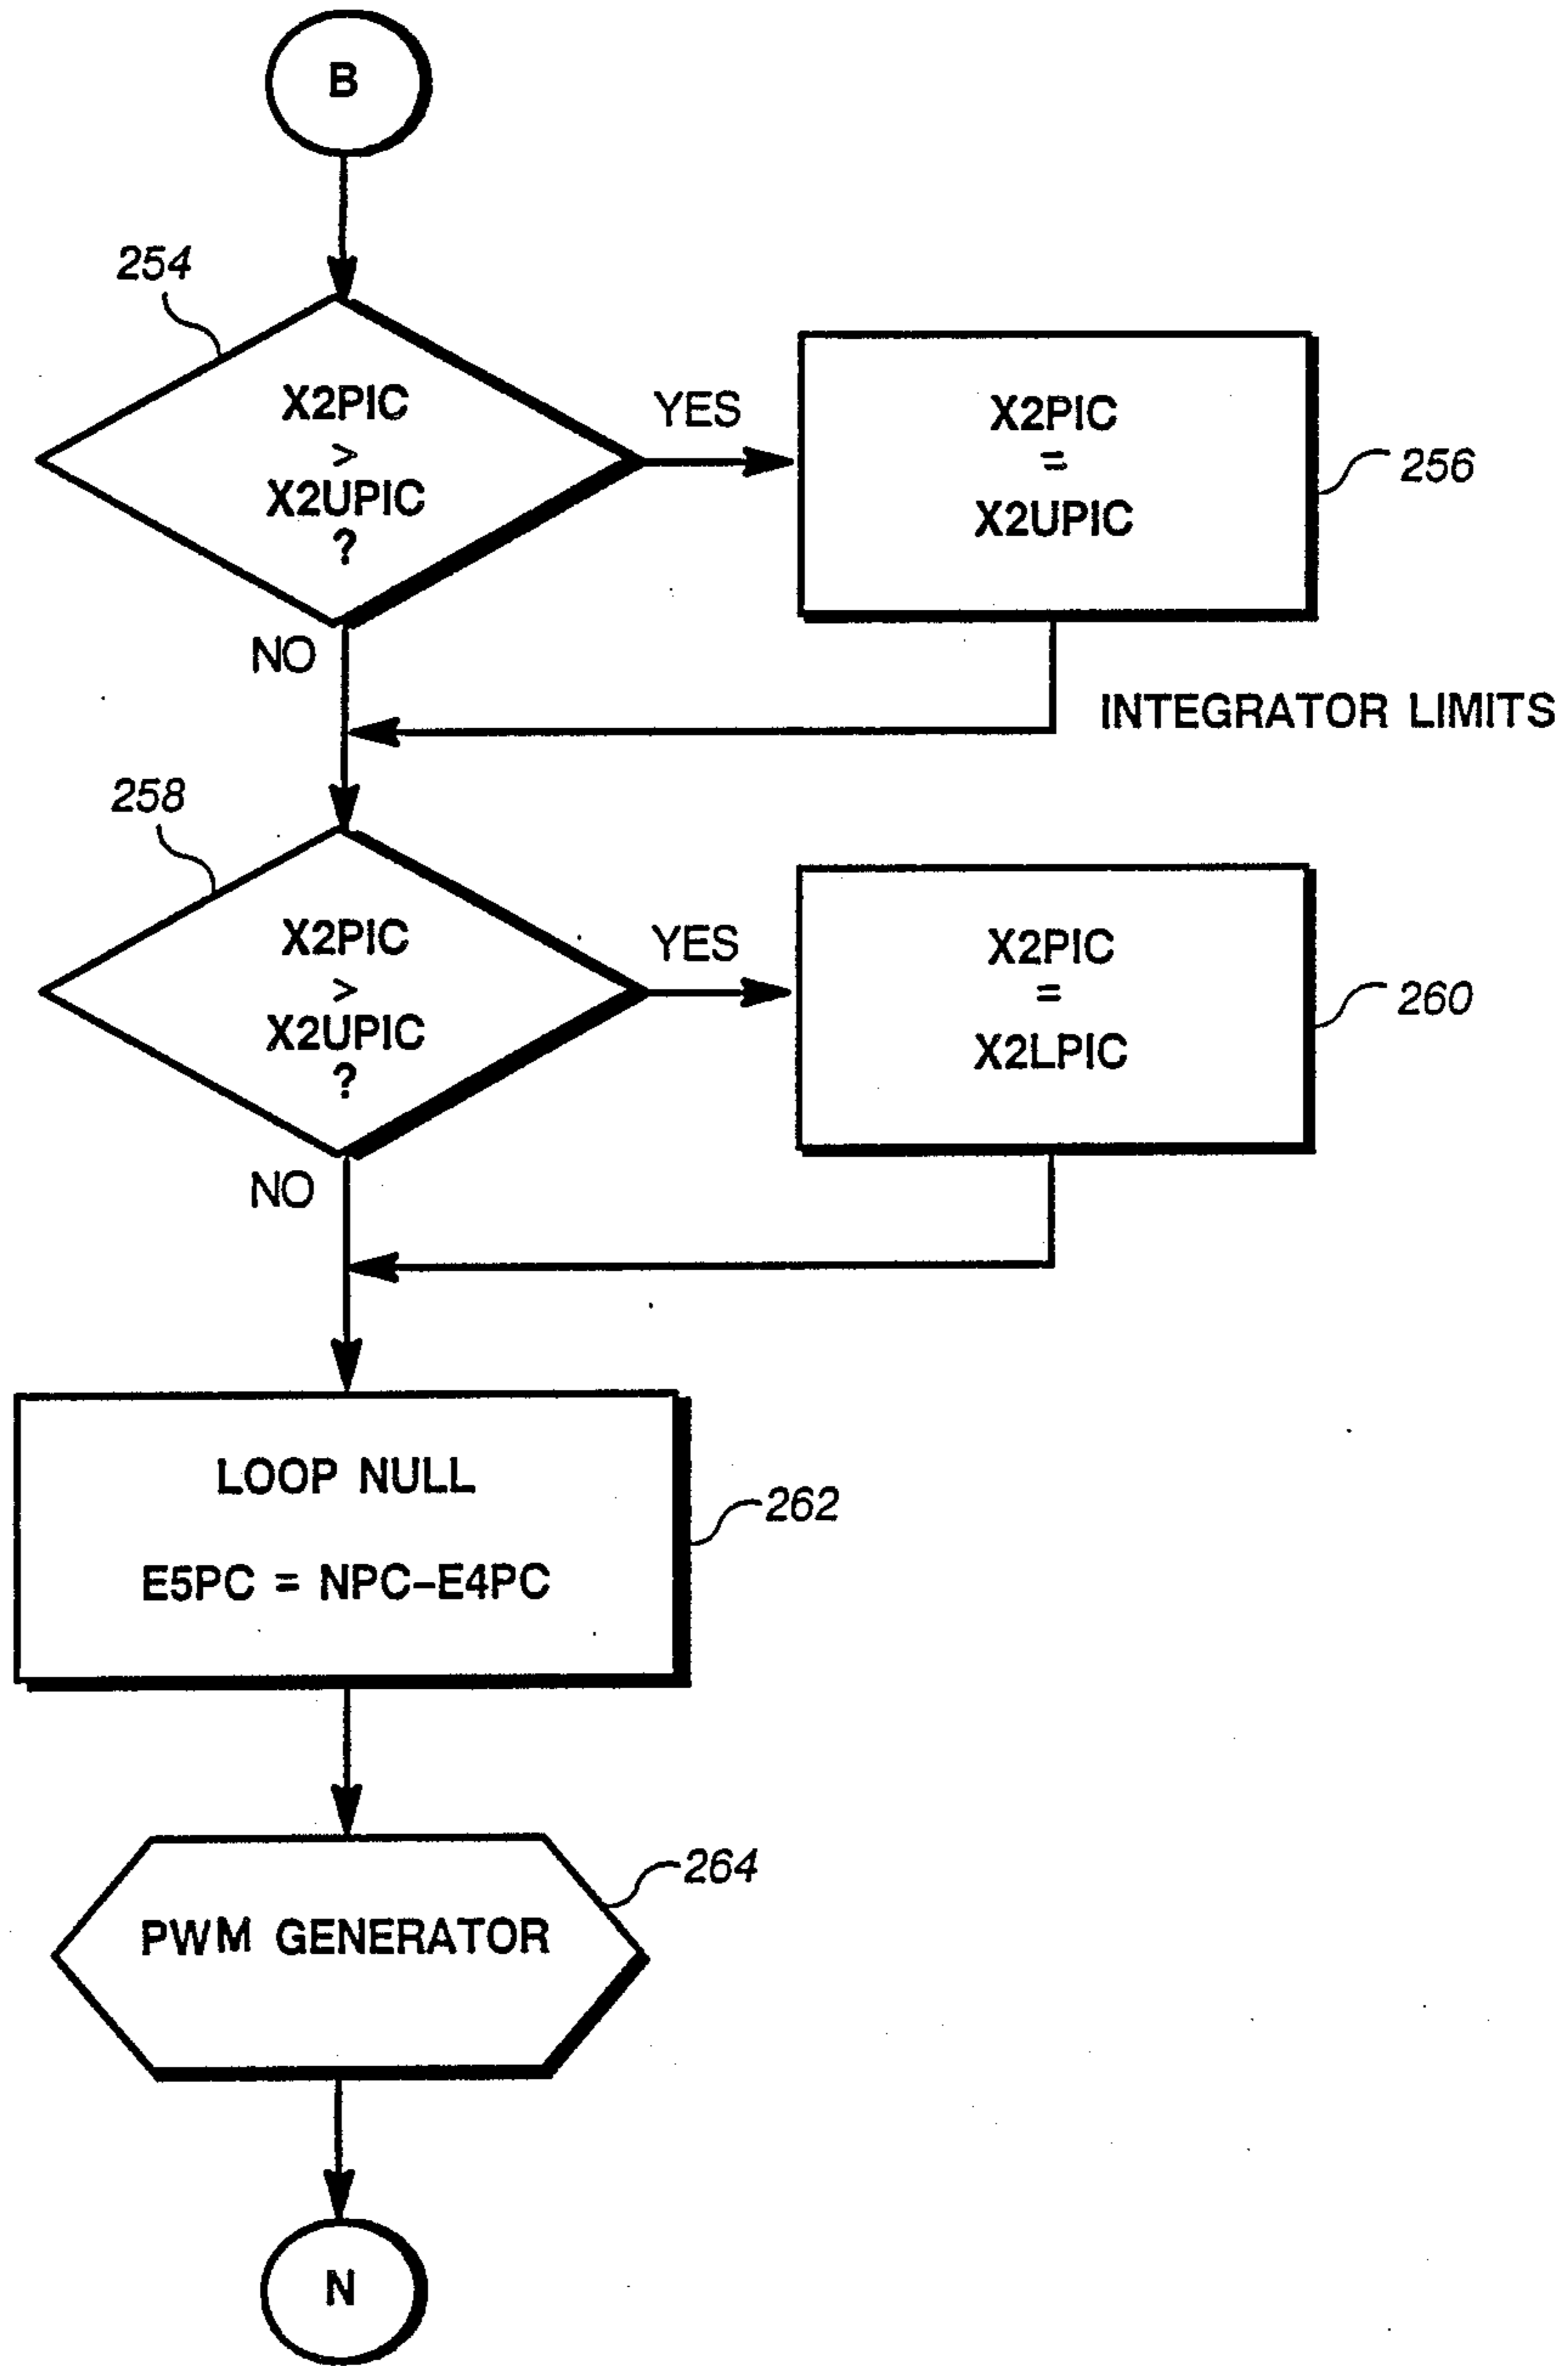 B
254
X2PIC
>
X2UPIC
?
YES
X2PIC
=
X2UPIC
256
NO
INTEGRATOR LIMITS
258
X2PIC
>
X2UPIC
?
YES
X2PIC
=
X2LPIC
260
NO
LOOP NULL
E5PC = NPC-E4PC
262
PWM GENERATOR
264
N